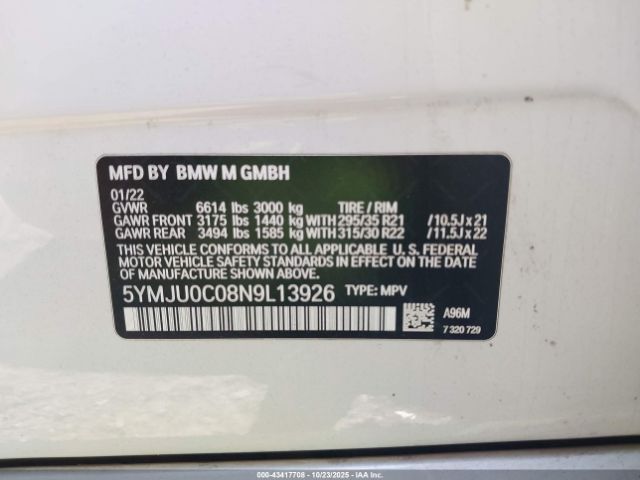 MFD BY BMW M GMBH
01/22
GVWR 6614 lbs 3000 kg TIRE / RIM
GAWR FRONT 3175 lbs 1440 kg WITH 295/35 R21 /10.5J x 21
GAWR REAR 3494 lbs 1585 kg WITH 315/30 R22 /11.5J x 22
THIS VEHICLE CONFORMS TO ALL APPLICABLE U. S. FEDERAL
MOTOR VEHICLE SAFETY STANDARDS IN EFFECT ON THE DATE
OF MANUFACTURE SHOWN ABOVE.
5YMJU0C08N9L13926 TYPE: MPV
A96M
7 320 729
000-43417708 - 10/23/2025 - IAAI.com